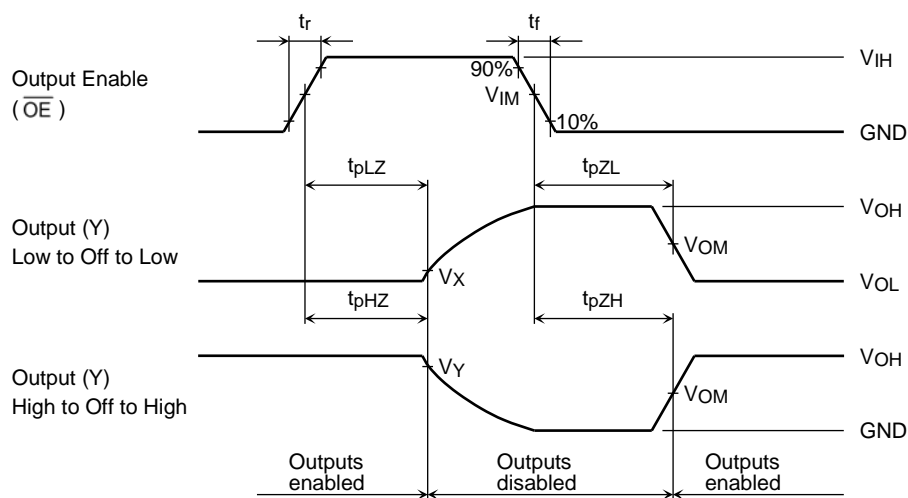 tr
tf
Output Enable
( OE )
90%
VIM
10%
VIH
GND
tpLZ
tpZL
Output (Y)
Low to Off to Low
VX
VOM
VOH
VOL
tpHZ
tpZH
Output (Y)
High to Off to High
VY
VOM
VOH
GND
Outputs
enabled
Outputs
disabled
Outputs
enabled